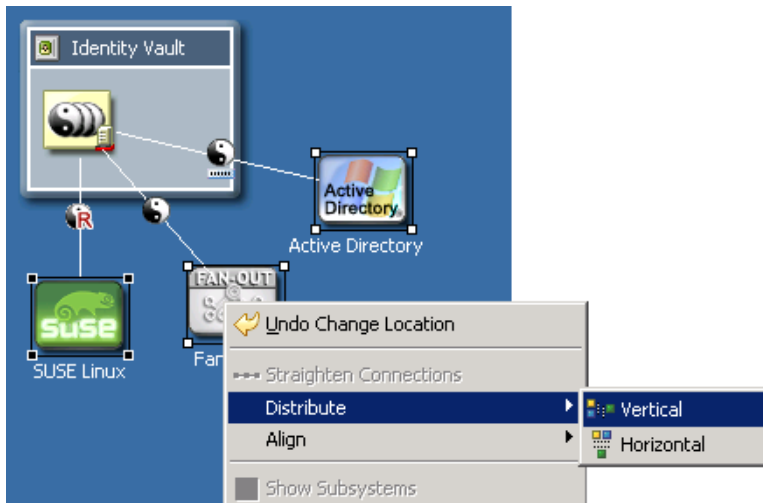 Identity Vault
R
Active
Directory
Active Directory
FAN-OUT
SUSE
SUSE Linux
Fan
Undo Change Location
Straighten Connections
Distribute
Vertical
Align
Horizontal
Show Subsystems